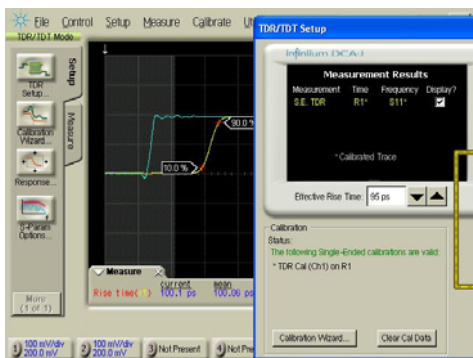 File Control Setup Measure Calibrate
TDR/TDT Mode...
TDR
Setup...
Calibration
Wizard...
Response...
S-Param
Options...
More
(1 of 1)
Setup
Measure
90.0 %
10.0 %
Measure
current mean
Rise time( ) 100.1 ps 100.06 ps
1) 100 mV/div
200.0 mV
2) 100 mV/div
200.0 mV
3) Not Present
4) Not Pre
TDR/TDT Setup
Infiniium DCA-J
Measurement Results
Measurement Time Frequency Display?
S.E. TDR R1* S11*
* Calibrated Trace
Effective Rise Time: 95 ps
Calibration
Status:
The following Single-Ended calibrations are valid:
* TDR Cal (Ch1) on R1
Calibration Wizard...
Clear Cal Data